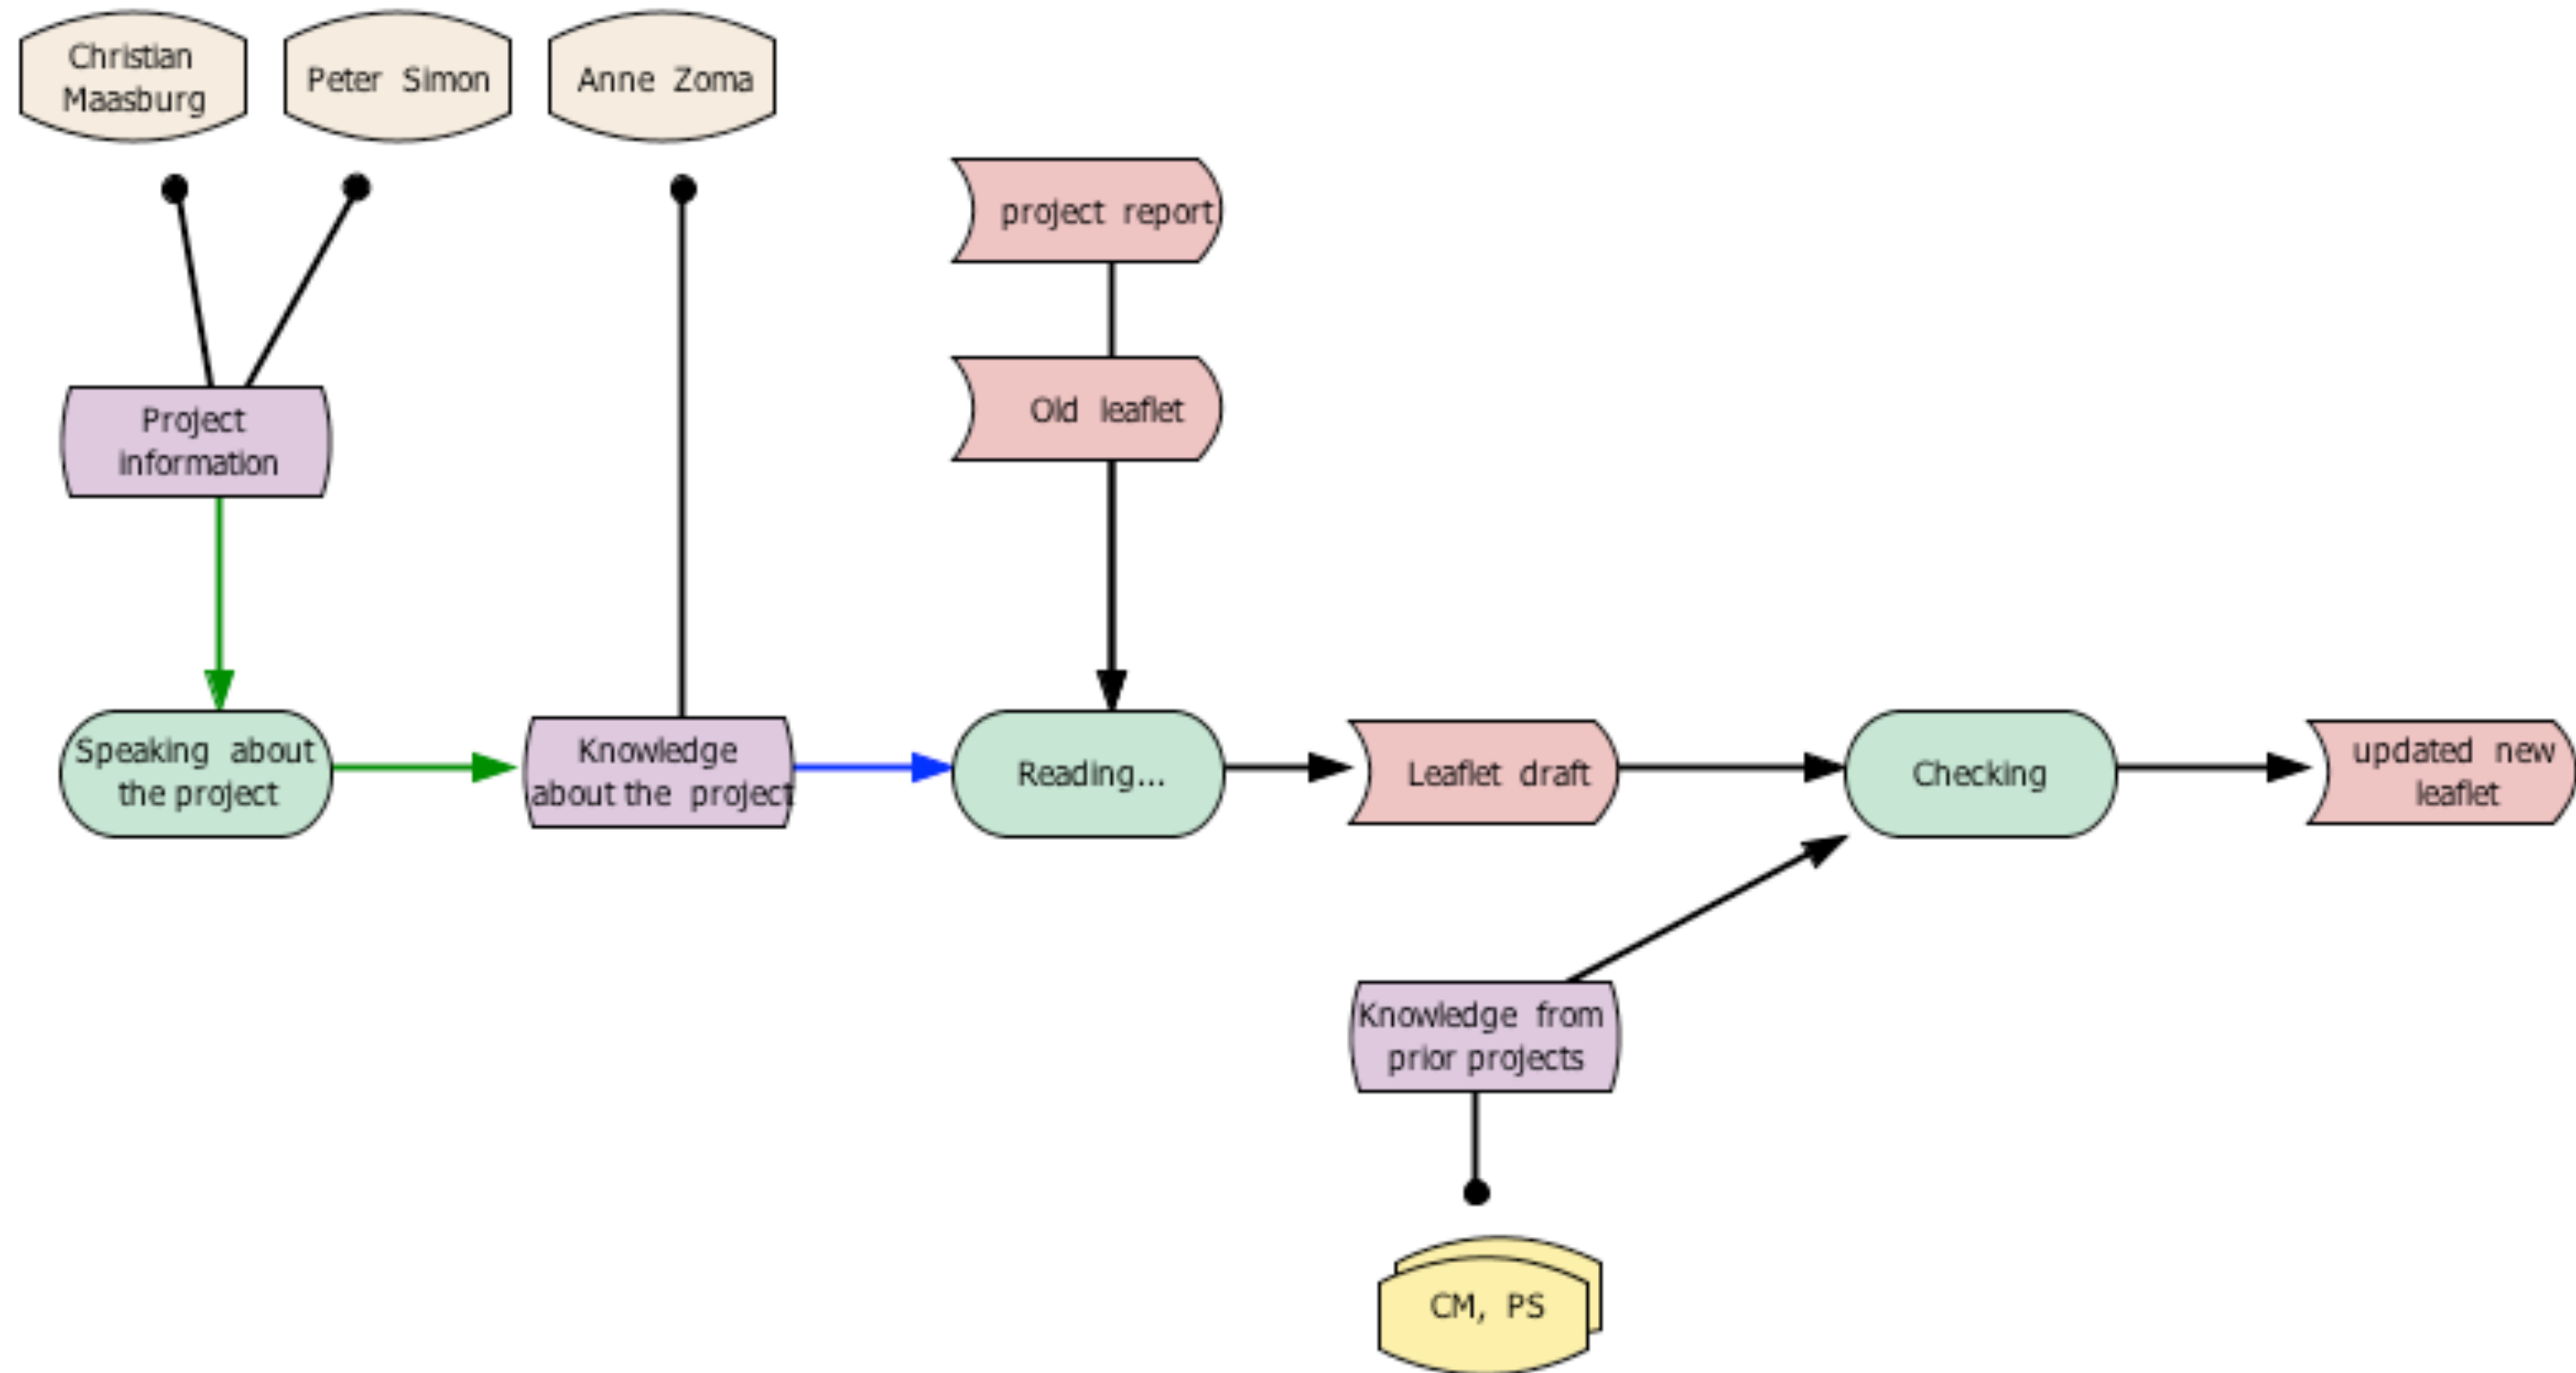 Christian
Maasburg
Peter Simon
Anne Zoma
project report
Old leaflet
Project
information
Speaking about
the project
Knowledge
about the project
Reading...
Leaflet draft
Checking
updated new
leaflet
Knowledge from
prior projects
CM, PS